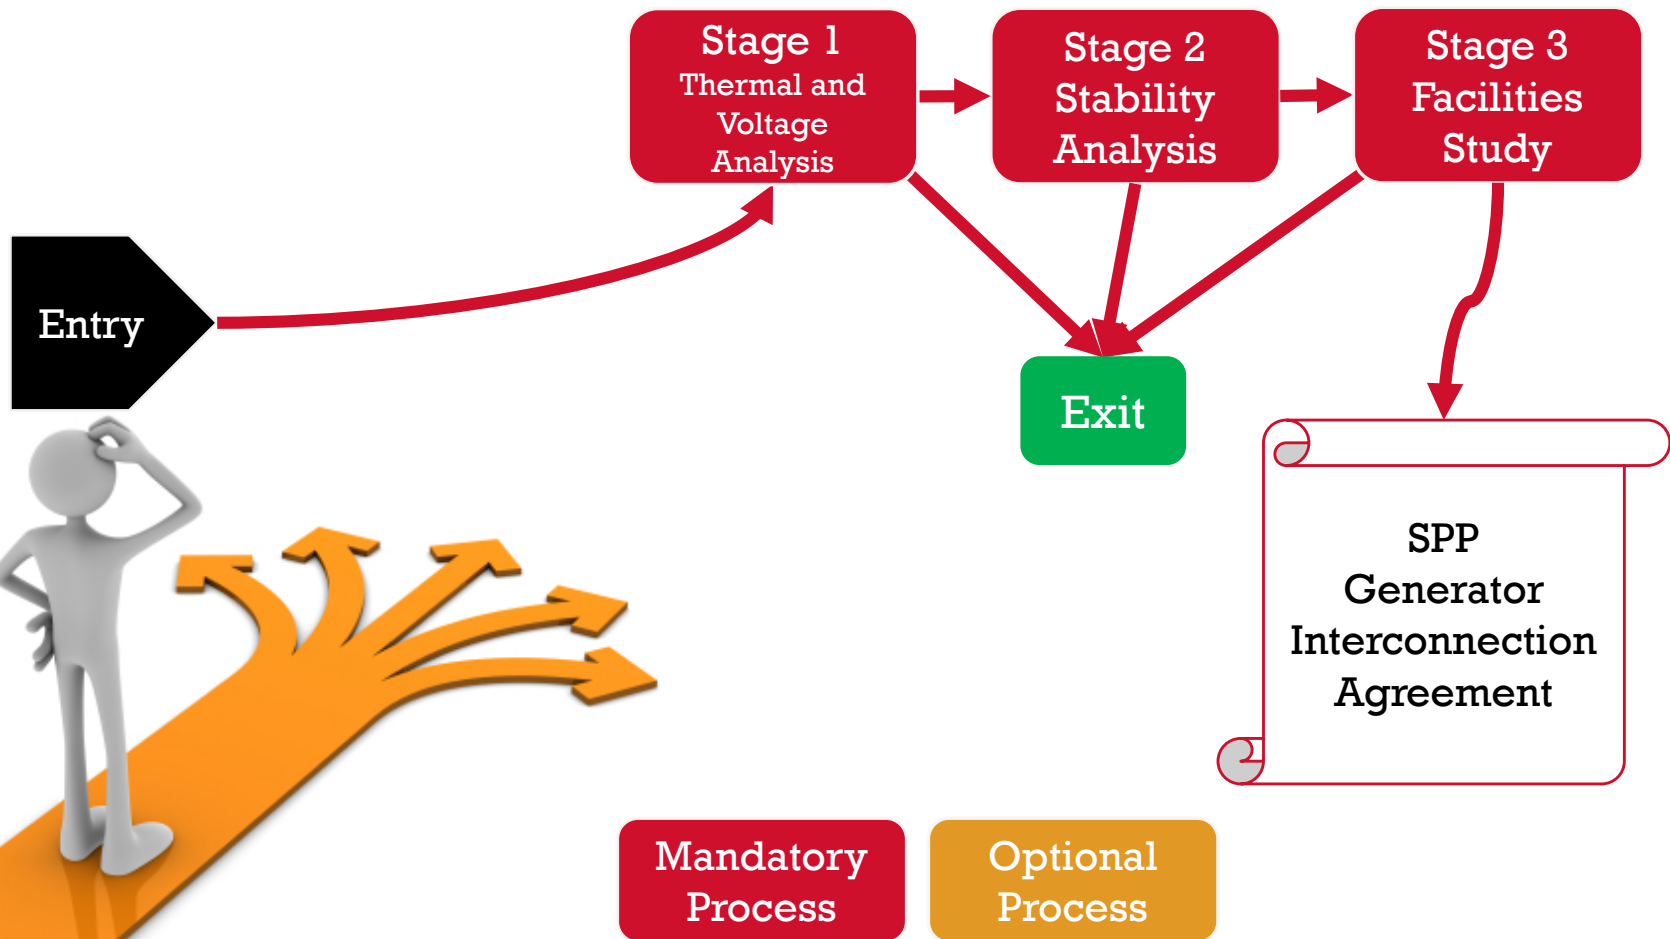 Stage 1
Thermal and
Voltage
Analysis
Stage 2
Stability
Analysis
Stage 3
Facilities
Study
Entry
Exit
SPP
Generator
Interconnection
Agreement
Mandatory
Process
Optional
Process